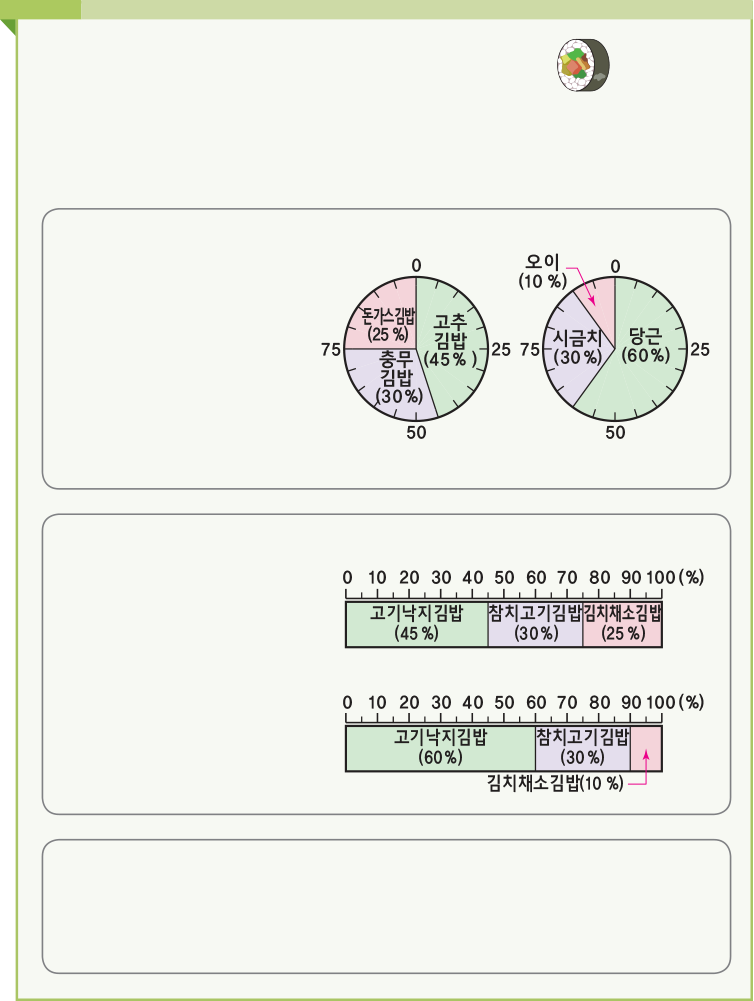 0
돈가스김밥
(25 %)
고추
김밥
(45 % )
75
25
충무
김밥
(30 %)
50
오이
(10 %)
0
시금치
(30 %)
당근
(60 %)
75
25
50
0 10 20 30 40 50 60 70 80 90 100 (%)
고기낙지김밥 참치고기김밥 김치채소김밥
(45 %) (30 %) (25 %)
0 10 20 30 40 50 60 70 80 90 100 (%)
고기낙지김밥 참치고기김밥
(60 %) (30 %)
김치채소김밥(10 %)